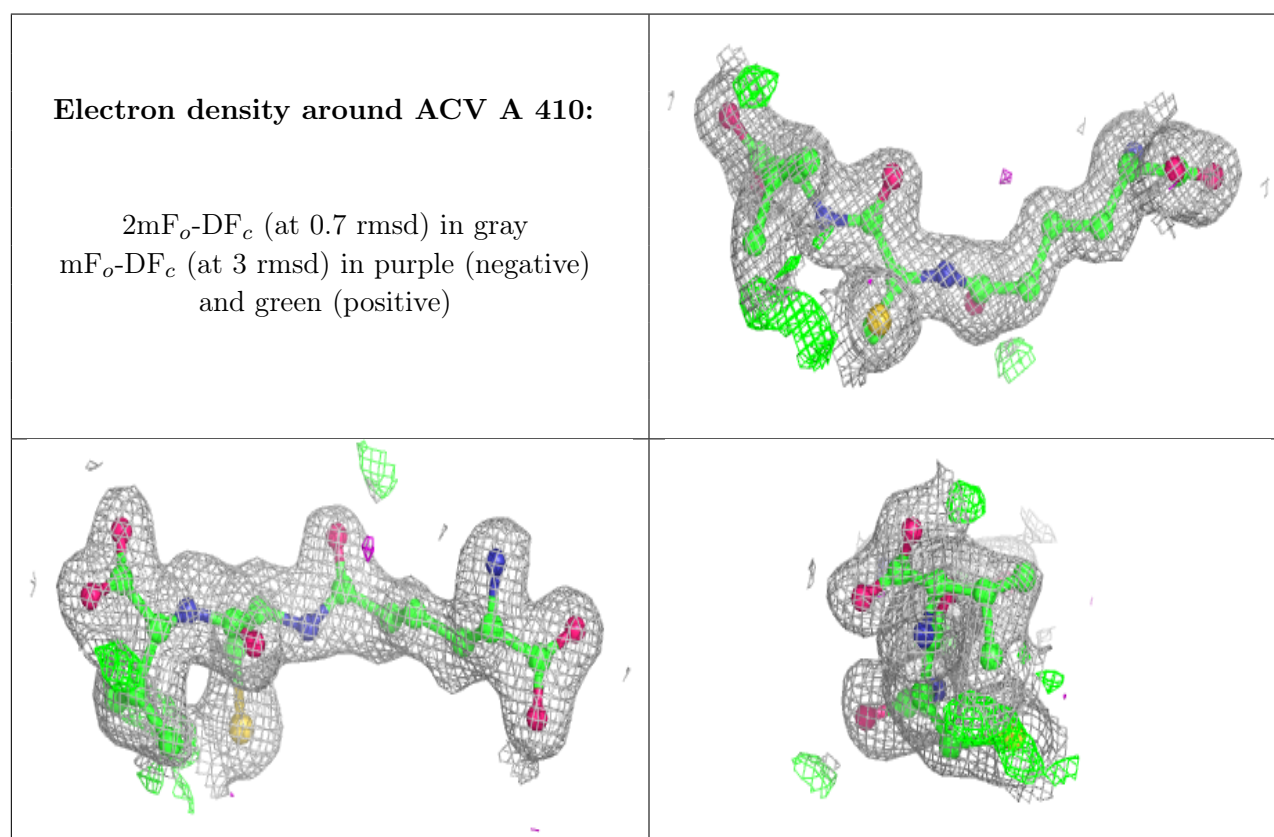 Electron density around ACV A 410:
2mFo-DFc (at 0.7 rmsd) in gray
mFo-DFc (at 3 rmsd) in purple (negative)
and green (positive)